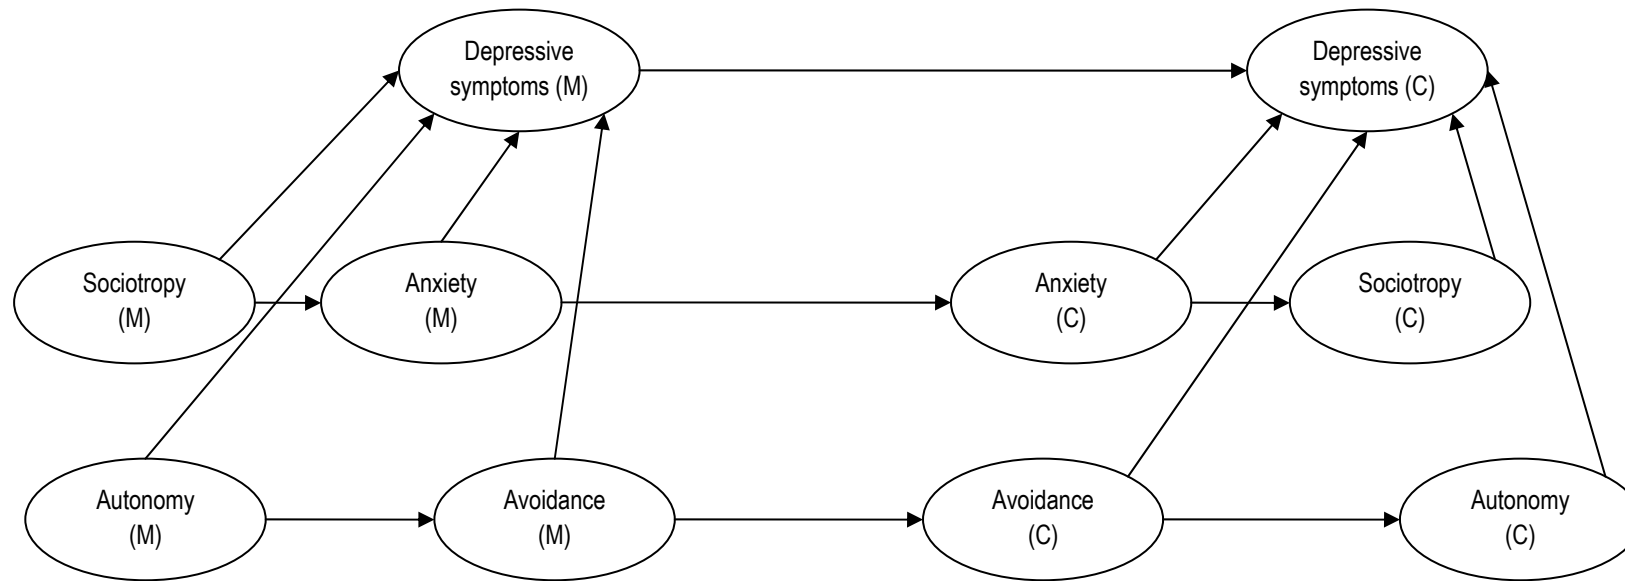 Depressive
symptoms (M)
Depressive
symptoms (C)
Sociotropy
(M)
Anxiety
(M)
Anxiety
(C)
Sociotropy
(C)
Autonomy
(M)
Avoidance
(M)
Avoidance
(C)
Autonomy
(C)